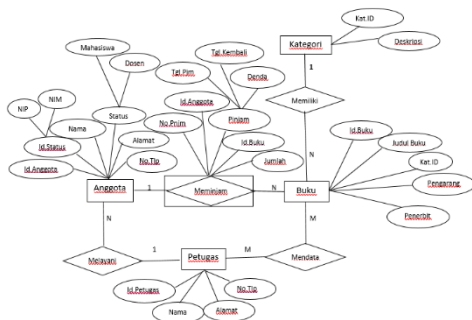 Kat.ID
Kategori
Deskripsi
1
Memiliki
N
Mahasiswa
Dosen
Status
NIP
NIM
Nama
Alamat
Id.Status
No.Tlp
Id.Anggota
Anggota
Tgl.Kembali
Tgl.Pjm
Denda
Id.Anggota
Pinjam
No.Pnjm
Id.Buku
Jumlah
1
Meminjam
N
Buku
Id.Buku
Judul Buku
Kat.ID
Pengarang
Penerbit
N
M
Melayani
1
Petugas
M
Mendata
Id.Petugas
No.Tlp
Nama
Alamat